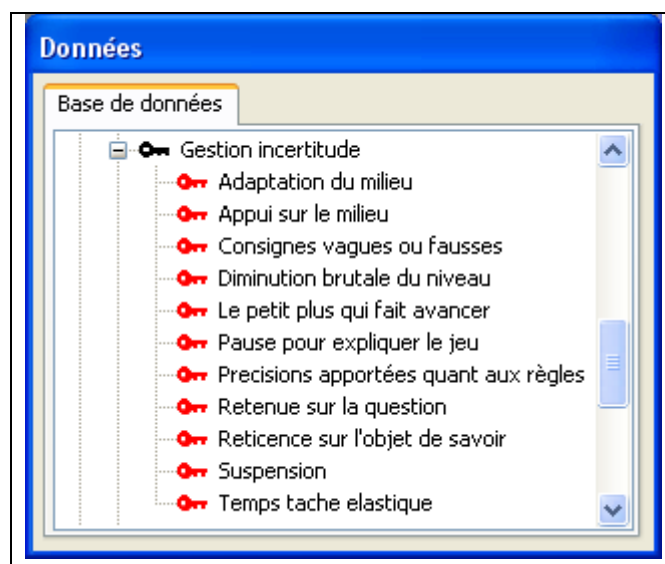 Données
Base de données
Gestion incertitude
Adaptation du milieu
Appui sur le milieu
Consignes vagues ou fausses
Diminution brutale du niveau
Le petit plus qui fait avancer
Pause pour expliquer le jeu
Precisions apportées quant aux règles
Retenue sur la question
Reticence sur l'objet de savoir
Suspension
Temps tache elastique